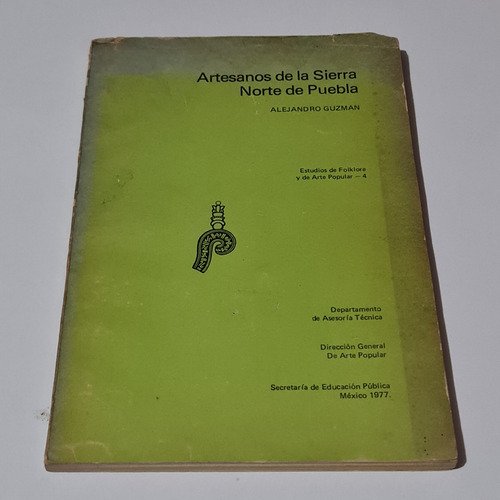 Artesanos de la Sierra
Norte de Puebla
ALEJANDRO GUZMAN
Estudios de Folklore
y de Arte Popular — 4
Departamento
de Asesoría Técnica
Dirección General
De Arte Popular
Secretaría de Educación Pública
México 1977.